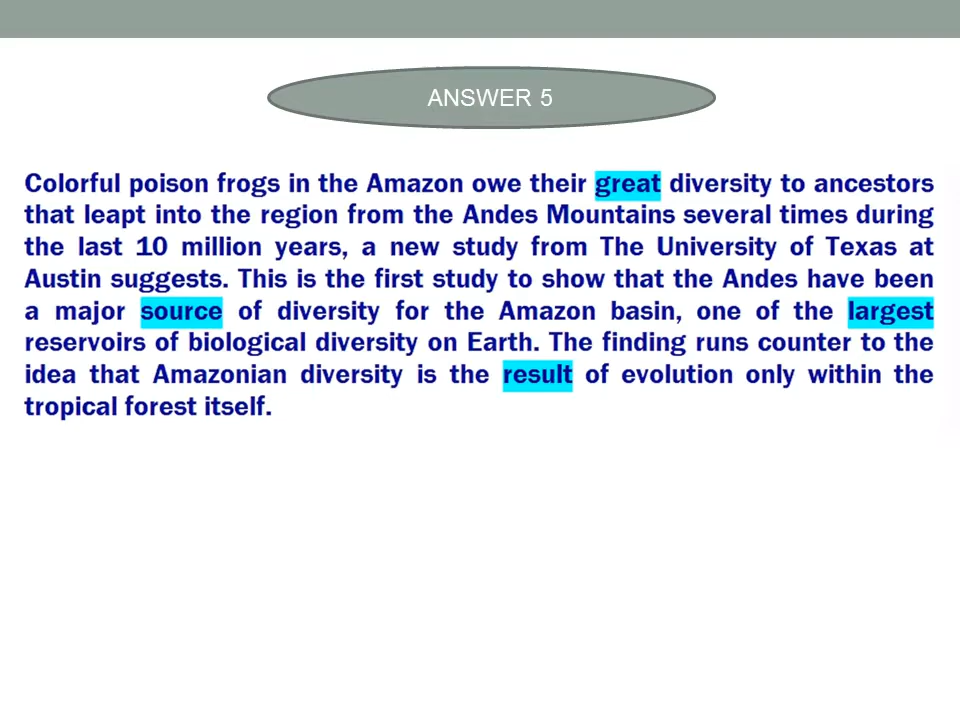 ANSWER 5
Colorful poison frogs in the Amazon owe their great diversity to ancestors
that leapt into the region from the Andes Mountains several times during
the last 10 million years, a new study from The University of Texas at
Austin suggests. This is the first study to show that the Andes have been
a major source of diversity for the Amazon basin, one of the largest
reservoirs of biological diversity on Earth. The finding runs counter to the
idea that Amazonian diversity is the result of evolution only within the
tropical forest itself.